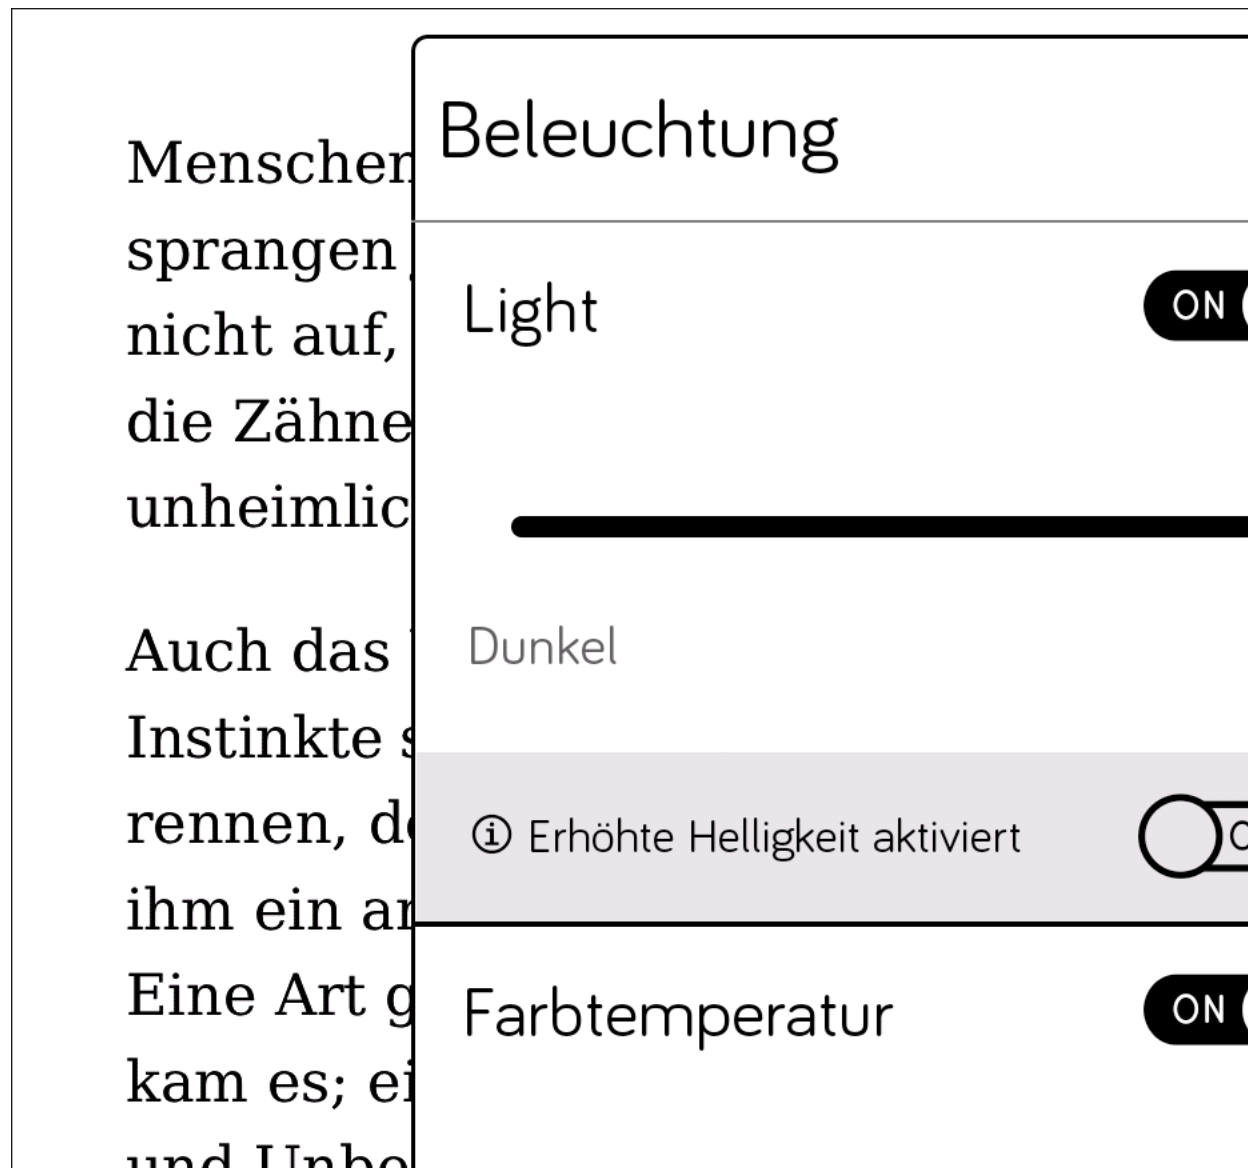 Menschen
sprangen
nicht auf,
die Zähne
unheimlic
Auch das
Instinkte
rennen,
ihm ein
Eine Art
kam es;
und
Beleuchtung
Light
ON
Dunkel
Erhöhte Helligkeit aktiviert
Farbtemperatur
ON